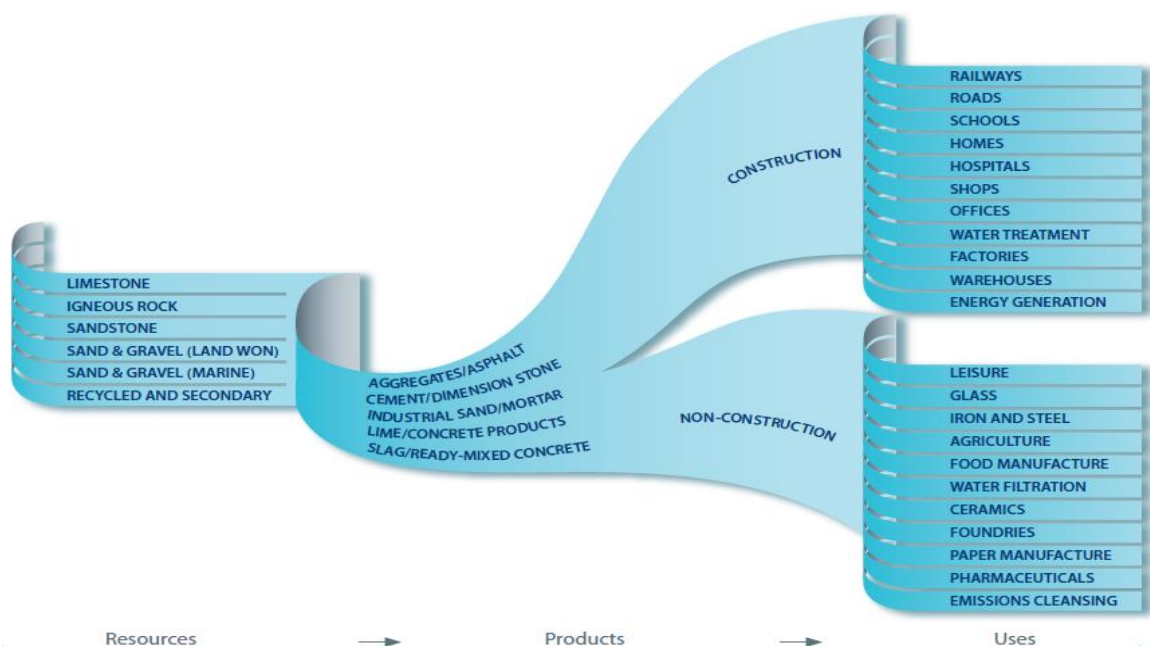 LIMESTONE
IGNEOUS ROCK
SANDSTONE
SAND & GRAVEL (LAND WON)
SAND & GRAVEL (MARINE)
RECYCLED AND SECONDARY
AGGREGATES/ASPHALT
CEMENT/DIMENSION STONE
INDUSTRIAL SAND/MORTAR
LIME/CONCRETE PRODUCTS
SLAG/READY-MIXED CONCRETE
CONSTRUCTION
NON-CONSTRUCTION
RAILWAYS
ROADS
SCHOOLS
HOMES
HOSPITALS
SHOPS
OFFICES
WATER TREATMENT
FACTORIES
WAREHOUSES
ENERGY GENERATION
LEISURE
GLASS
IRON AND STEEL
AGRICULTURE
FOOD MANUFACTURE
WATER FILTRATION
CERAMICS
FOUNDRIES
PAPER MANUFACTURE
PHARMACEUTICALS
EMISSIONS CLEANSING
Resources
Products
Uses